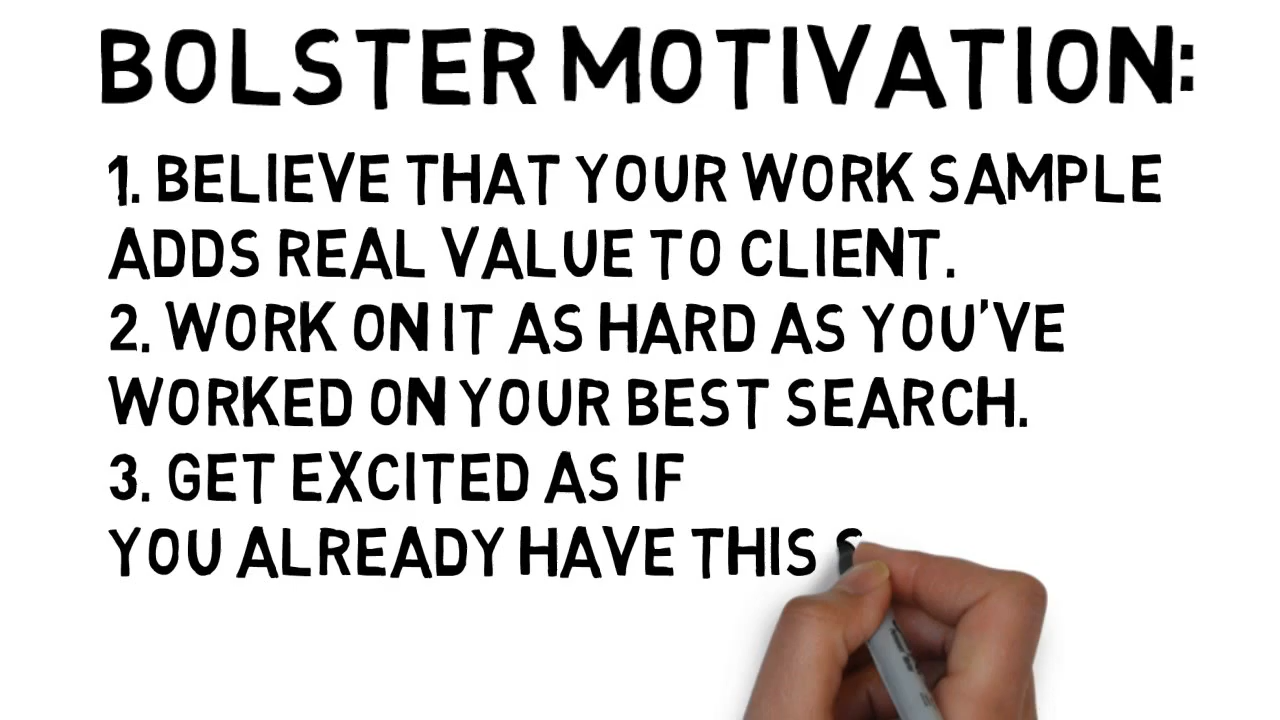 BOLSTER MOTIVATION:
1. BELIEVE THAT YOUR WORK SAMPLE
ADDS REAL VALUE TO CLIENT.
2. WORK ON IT AS HARD AS YOU'VE
WORKED ON YOUR BEST SEARCH.
3. GET EXCITED AS IF
YOU ALREADY HAVE THIS